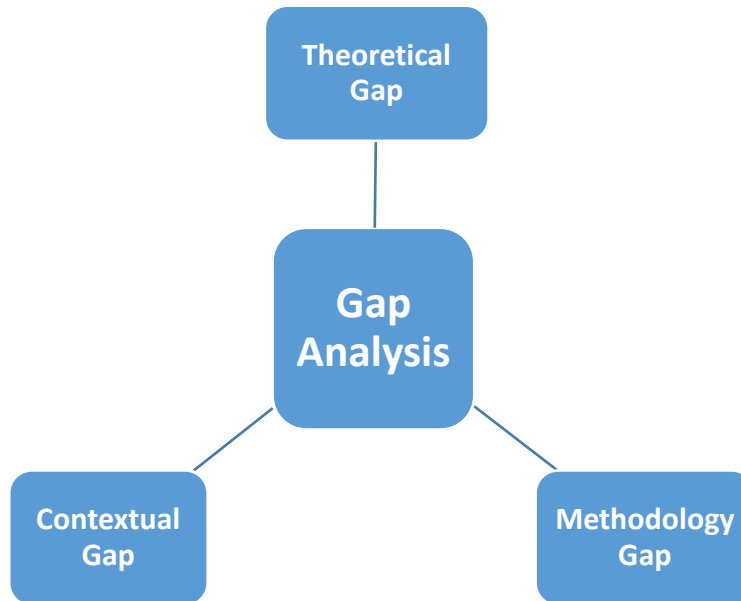 Theoretical
Gap
Gap
Analysis
Contextual
Gap
Methodology
Gap